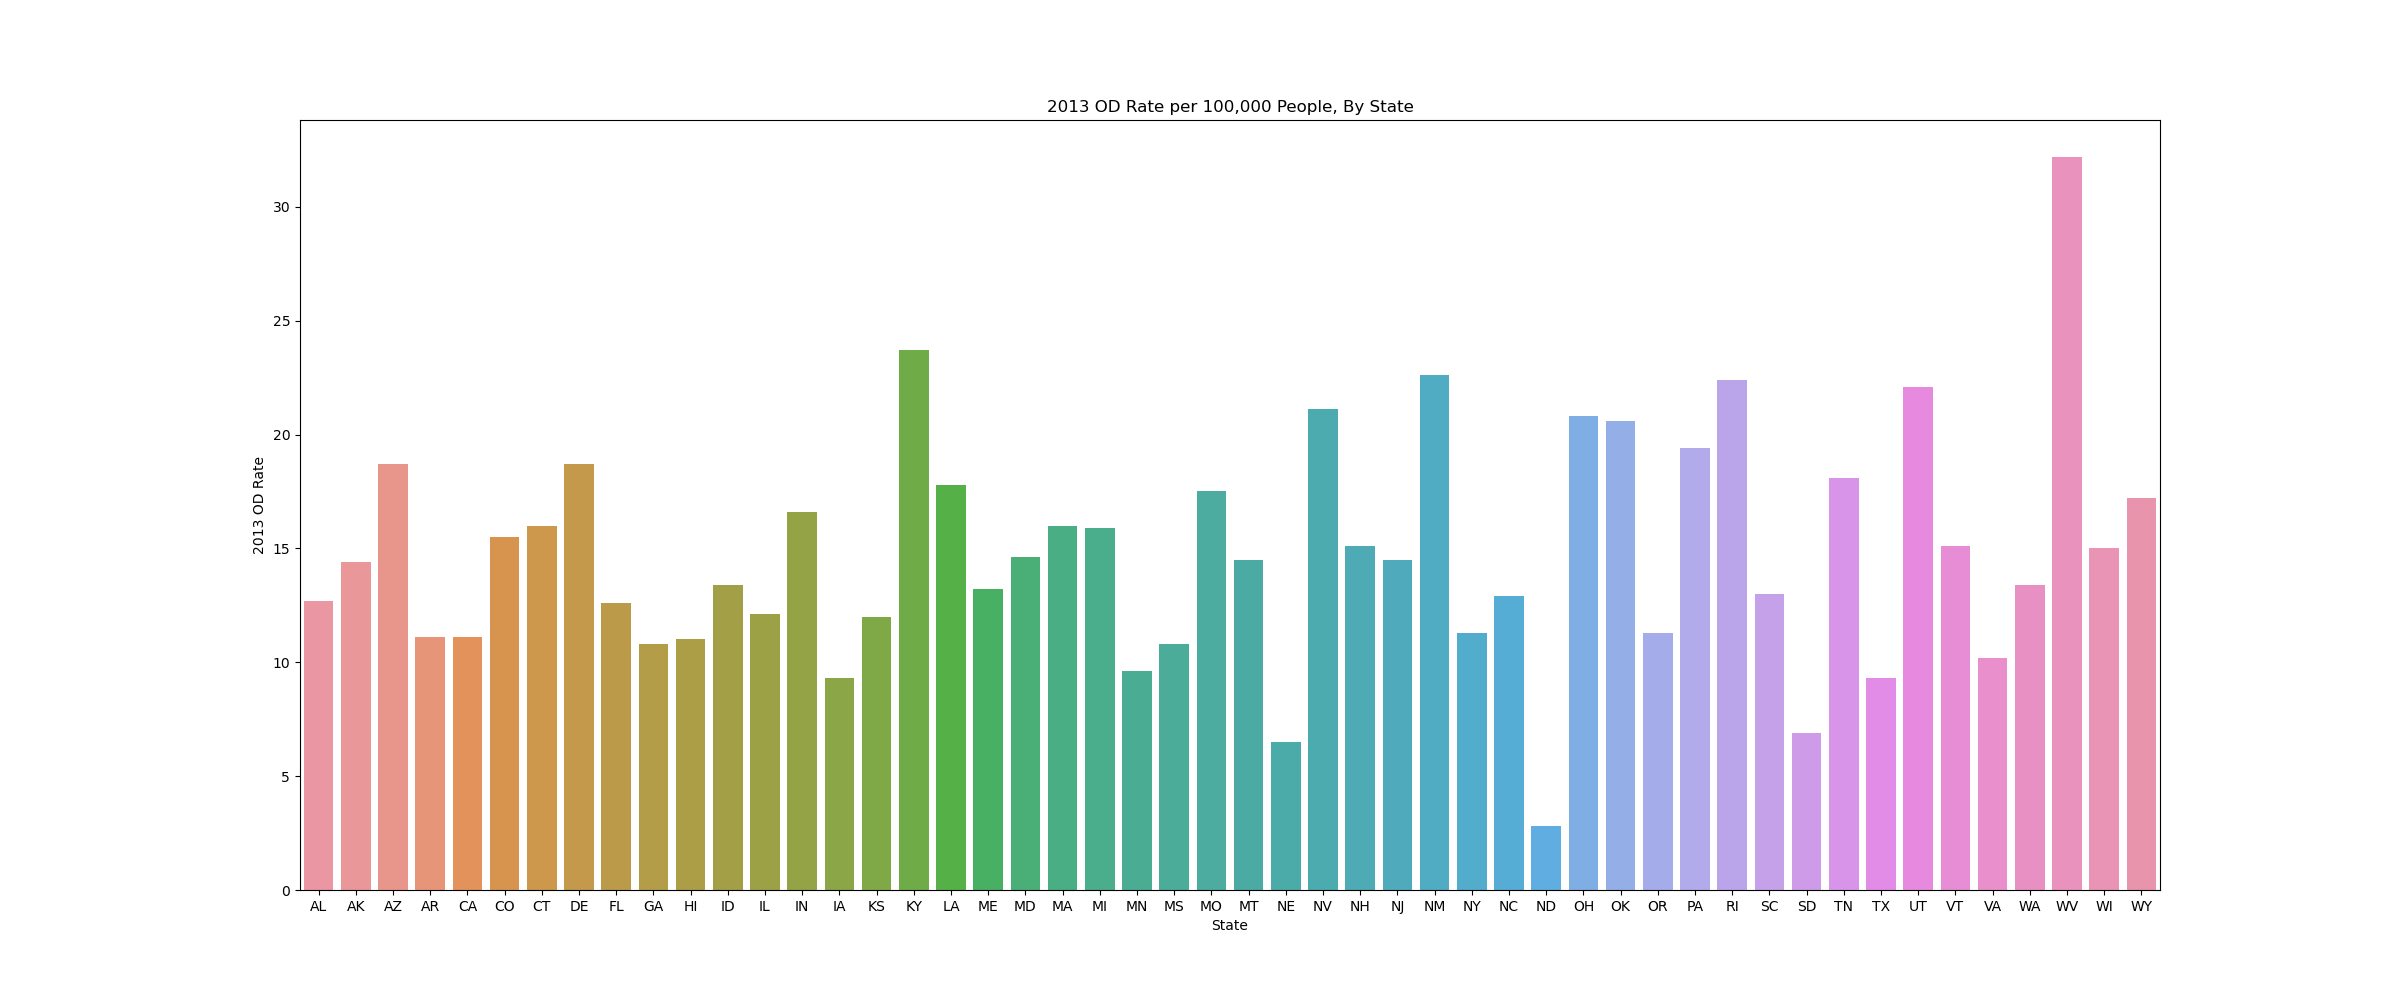 2013 OD Rate per 100,000 People, By State
2013 OD Rate
30
25
20
15
10
5
0
AL AK AZ AR CA CO CT DE FL GA HI ID IL IN IA KS KY LA ME MD MA MI MN MS MO MT NE NV NH NJ NM NY NC ND OH OK OR PA RI SC SD TN TX UT VT VA WA WV WI WY
State